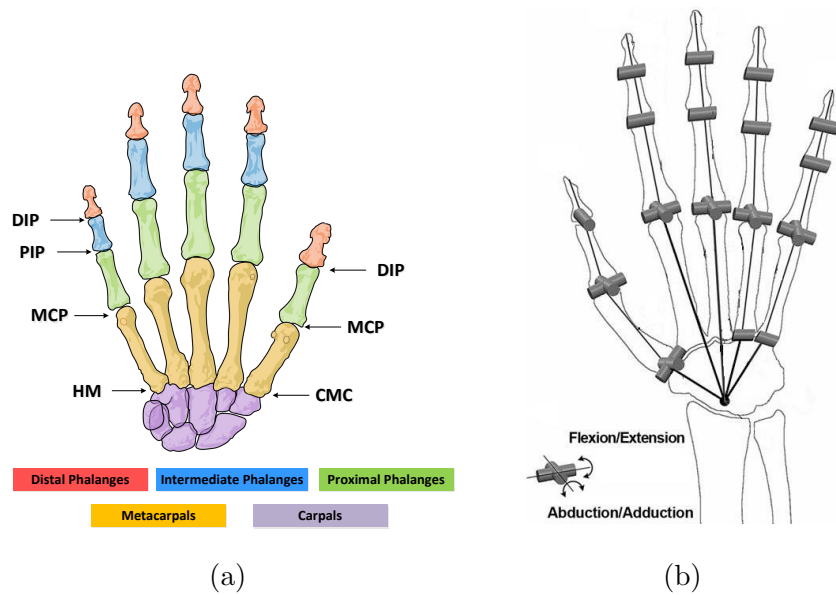 DIP
PIP
MCP
HM
DIP
MCP
CMC
Distal Phalanges
Intermediate Phalanges
Proximal Phalanges
Metacarpals
Carpals
Flexion/Extension
Abduction/Adduction
(a)
(b)